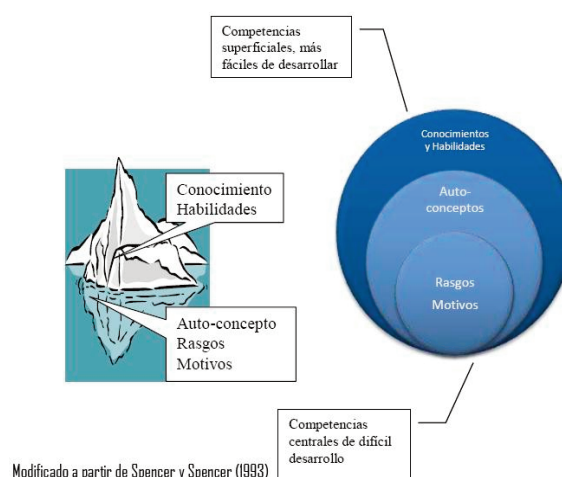 Competencias
superficiales, más
fáciles de desarrollar
Conocimientos
y Habilidades
Auto-
conceptos
Rasgos
Motivos
Conocimiento
Habilidades
Auto-concepto
Rasgos
Motivos
Competencias
centrales de difícil
desarrollo
Modificado a partir de Spencer y Spencer (1993)